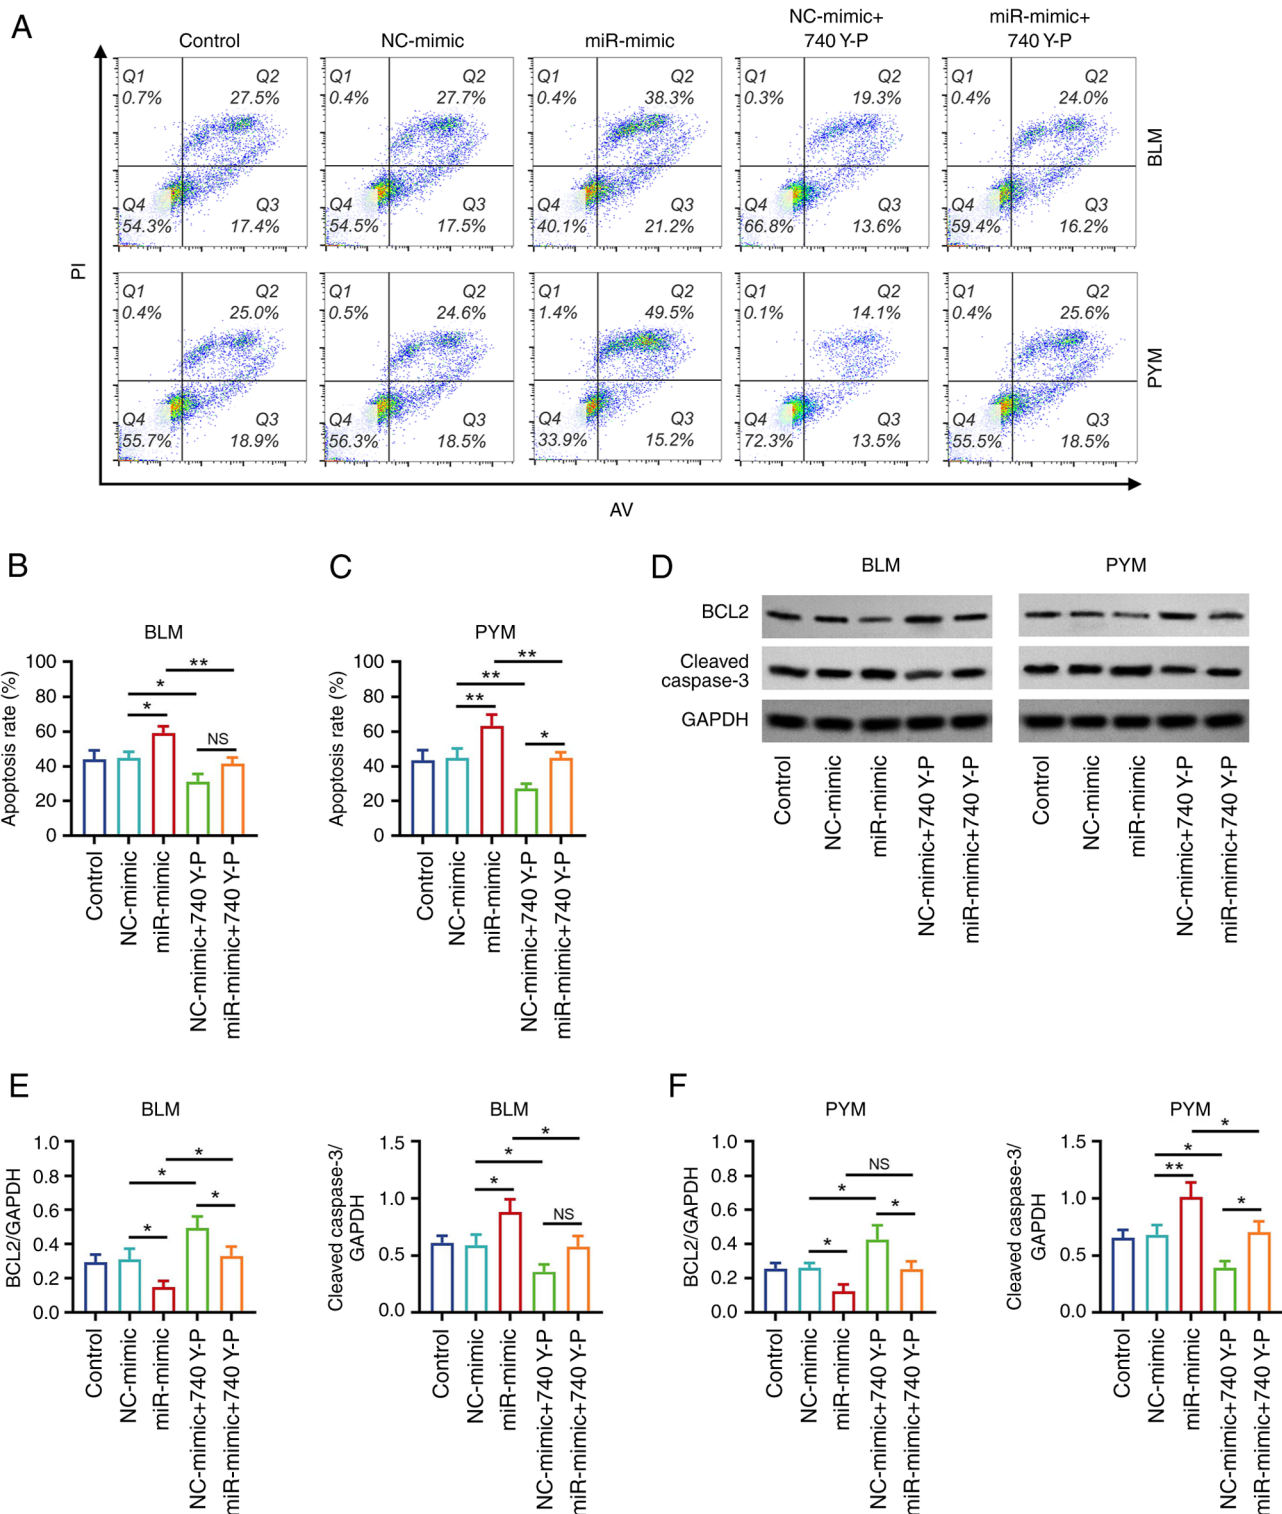 A
Control
NC-mimic
miR-mimic
NC-mimic+
740 Y-P
miR-mimic+
740 Y-P
Q1
0.7%
Q2
27.5%
Q4
54.3%
Q3
17.4%
Q1
0.4%
Q2
27.7%
Q4
54.5%
Q3
17.5%
Q1
0.4%
Q2
38.3%
Q4
40.1%
Q3
21.2%
Q1
0.3%
Q2
19.3%
Q4
66.8%
Q3
13.6%
Q1
0.4%
Q2
24.0%
Q4
59.4%
Q3
16.2%
BLM
PI
Q1
0.4%
Q2
25.0%
Q4
55.7%
Q3
18.9%
Q1
0.5%
Q2
24.6%
Q4
56.3%
Q3
18.5%
Q1
1.4%
Q2
49.5%
Q4
33.9%
Q3
15.2%
Q1
0.1%
Q2
14.1%
Q4
72.3%
Q3
13.5%
Q1
0.4%
Q2
25.6%
Q4
55.5%
Q3
18.5%
PYM
AV
B
BLM
Apoptosis rate (%)
100
80
60
40
20
0
**
*
*
NS
Control
NC-mimic
miR-mimic
NC-mimic+740 Y-P
miR-mimic+740 Y-P
C
PYM
Apoptosis rate (%)
100
80
60
40
20
0
**
**
**
*
Control
NC-mimic
miR-mimic
NC-mimic+740 Y-P
miR-mimic+740 Y-P
D
BLM
PYM
BCL2
Cleaved
caspase-3
GAPDH
Control
NC-mimic
miR-mimic
NC-mimic+740 Y-P
miR-mimic+740 Y-P
Control
NC-mimic
miR-mimic
NC-mimic+740 Y-P
miR-mimic+740 Y-P
E
BLM
BCL2/GAPDH
1.0
0.8
0.6
0.4
0.2
0.0
*
*
*
*
Control
NC-mimic
miR-mimic
NC-mimic+740 Y-P
miR-mimic+740 Y-P
BLM
Cleaved caspase-3/
GAPDH
1.5
1.0
0.5
0.0
*
*
*
NS
Control
NC-mimic
miR-mimic
NC-mimic+740 Y-P
miR-mimic+740 Y-P
F
PYM
BCL2/GAPDH
1.0
0.8
0.6
0.4
0.2
0.0
NS
*
*
*
Control
NC-mimic
miR-mimic
NC-mimic+740 Y-P
miR-mimic+740 Y-P
PYM
Cleaved caspase-3/
GAPDH
1.5
1.0
0.5
0.0
*
*
**
*
Control
NC-mimic
miR-mimic
NC-mimic+740 Y-P
miR-mimic+740 Y-P